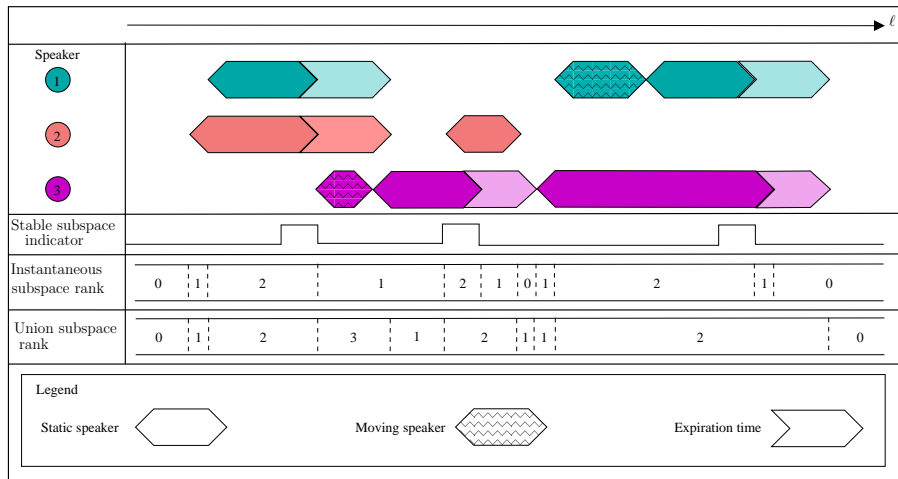 ℓ
Speaker
1
2
3
Stable subspace
indicator
Instantaneous
subspace rank
0 1 2 1 2 1 0 1 2 1 0
Union subspace
rank
0 1 2 3 1 2 1 1 2 0
Legend
Static speaker
Moving speaker
Expiration time